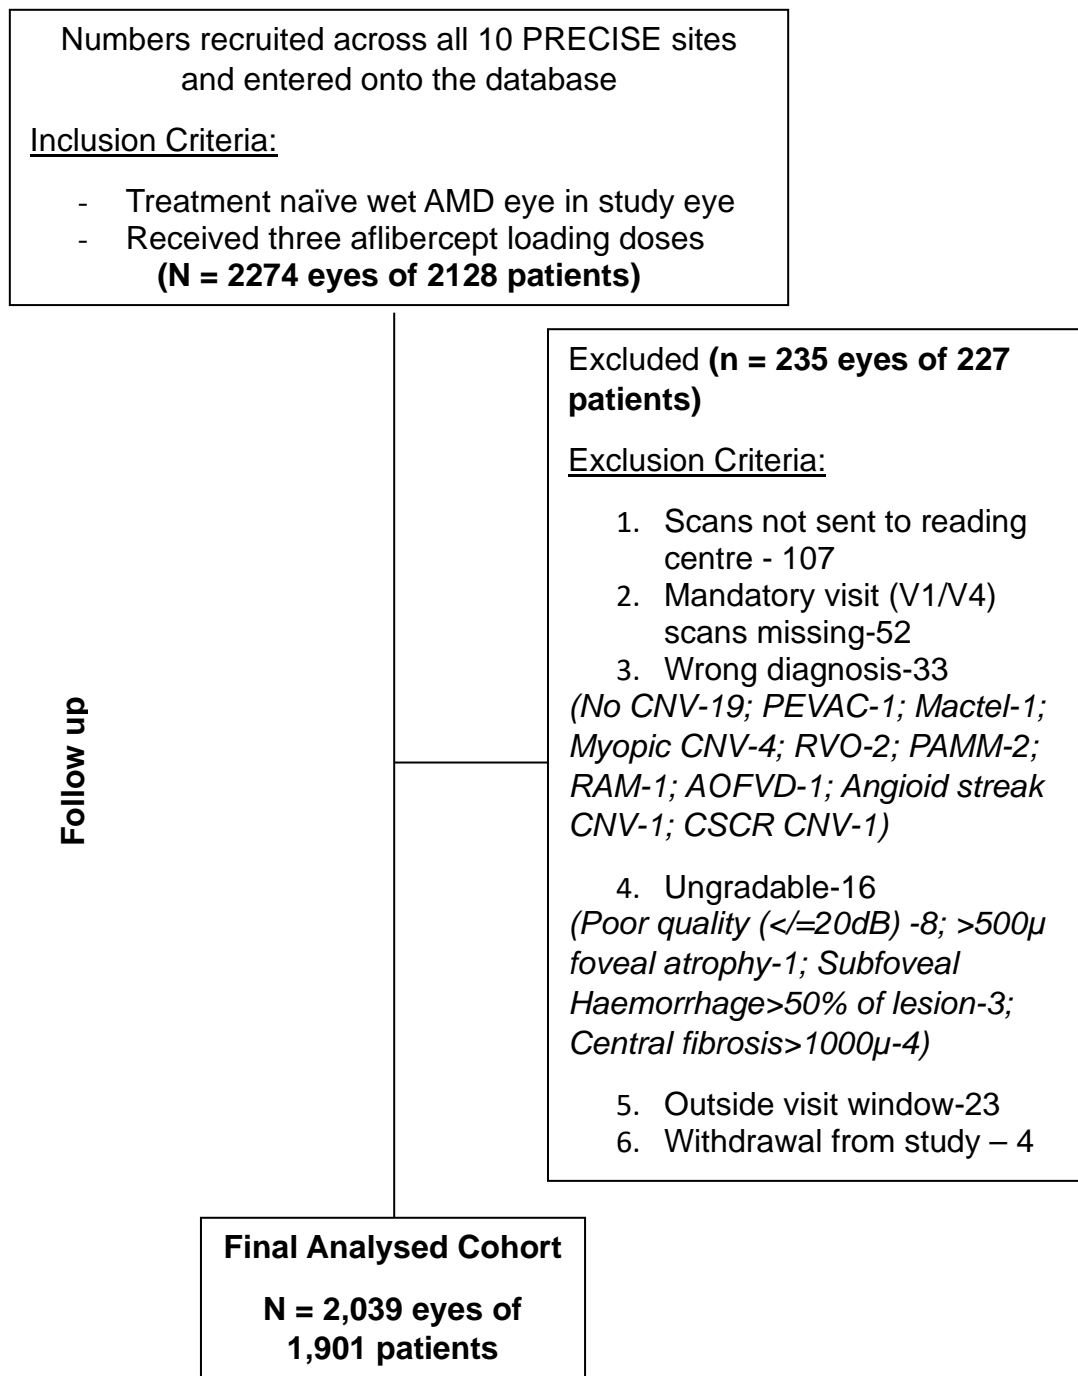 Numbers recruited across all 10 PRECISE sites
and entered onto the database
Inclusion Criteria:
- Treatment naïve wet AMD eye in study eye
- Received three aflibercept loading doses
(N = 2274 eyes of 2128 patients)
Excluded (n = 235 eyes of 227
patients)
Exclusion Criteria:
1. Scans not sent to reading
centre - 107
2. Mandatory visit (V1/V4)
scans missing-52
3. Wrong diagnosis-33
(No CNV-19; PEVAC-1; Mactel-1;
Myopic CNV-4; RVO-2; PAMM-2;
RAM-1; AOFVD-1; Angioid streak
CNV-1; CSCR CNV-1)
4. Ungradable-16
(Poor quality (</=20dB) -8; >500µ
foveal atrophy-1; Subfoveal
Haemorrhage>50% of lesion-3;
Central fibrosis>1000µ-4)
5. Outside visit window-23
6. Withdrawal from study – 4
Follow up
Final Analysed Cohort
N = 2,039 eyes of
1,901 patients